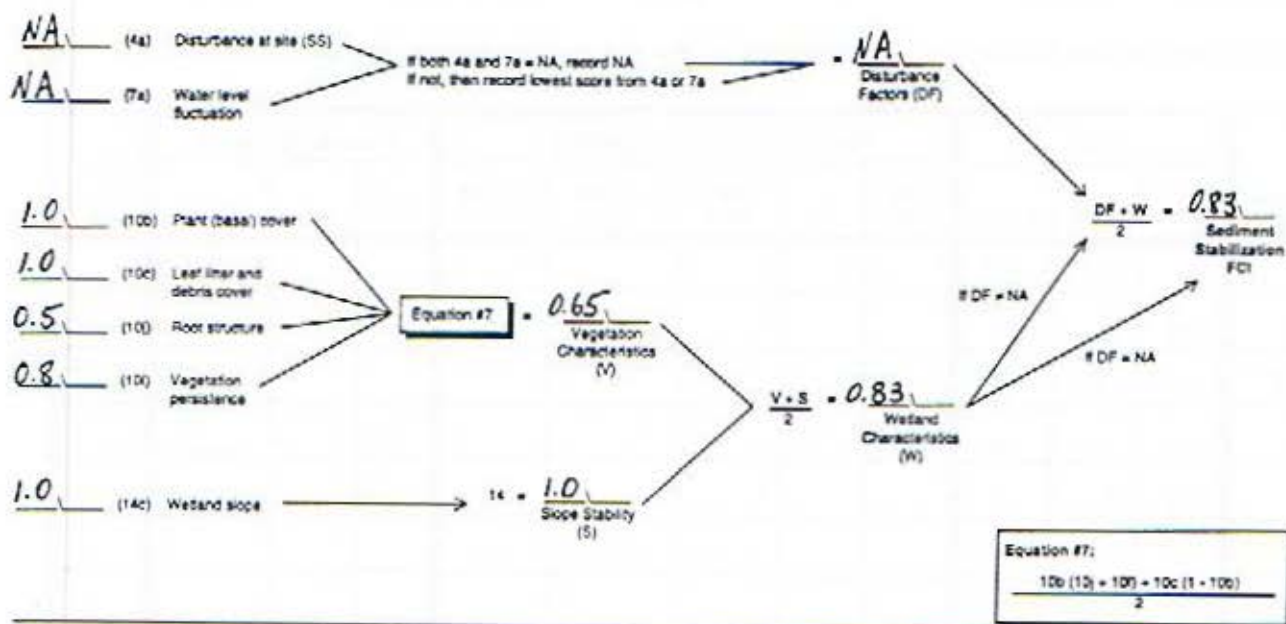 NA (4a) Disturbance at site (SS)
NA (7a) Water level
fluctuation
If both 4a and 7a = NA, record NA
If not, then record lowest score from 4a or 7a
= NA
Disturbance
Factors (DF)
1.0 (10b) Plant (basal) cover
1.0 (10c) Leaf litter and
debris cover
0.5 (10j) Root structure
0.8 (10f) Vegetation
persistence
Equation #7 = 0.65
Vegetation
Characteristics
(V)
1.0 (14c) Wetland slope
14 = 1.0
Slope Stability
(S)
V + S
2
= 0.83
Wetland
Characteristics
(W)
If DF ≠ NA
If DF = NA
DF + W
2
= 0.83
Sediment
Stabilization
FCI
Equation #7:
10b (10j + 10f) + 10c (1 - 10b)
2